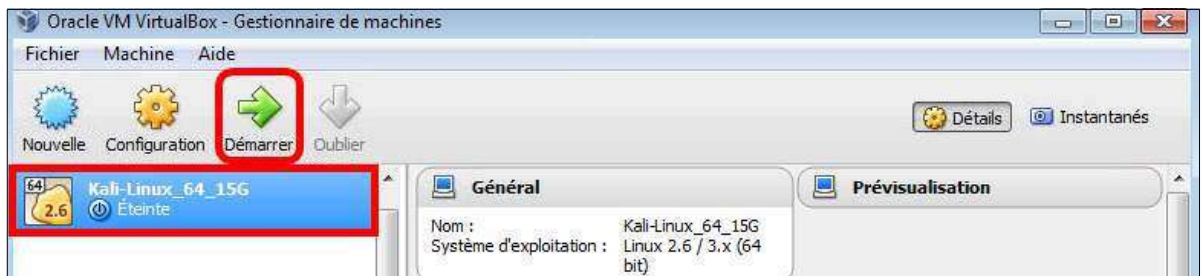 Oracle VM VirtualBox - Gestionnaire de machines
Fichier Machine Aide
Nouvelle Configuration Démarrer Oublier
Détails Instantanés
64
2.6
Kali-Linux_64_15G
Éteinte
Général
Nom : Kali-Linux_64_15G
Système d'exploitation : Linux 2.6 / 3.x (64
bit)
Prévisualisation